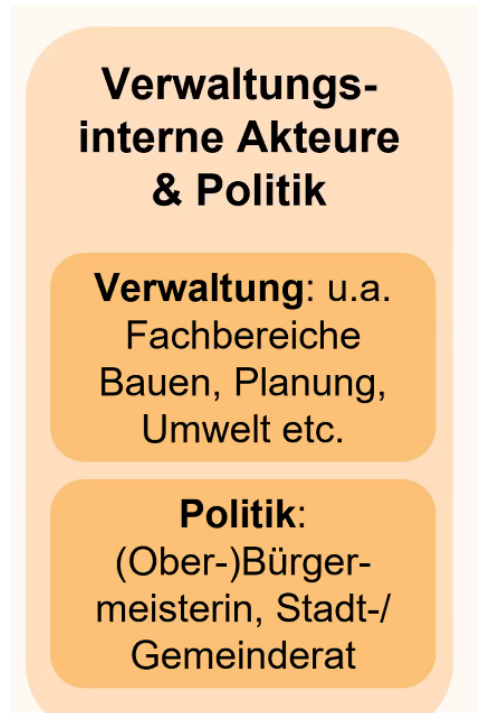 Verwaltungs-
interne Akteure
& Politik
Verwaltung: u.a.
Fachbereiche
Bauen, Planung,
Umwelt etc.
Politik:
(Ober-)Bürger-
meisterin, Stadt-/
Gemeinderat